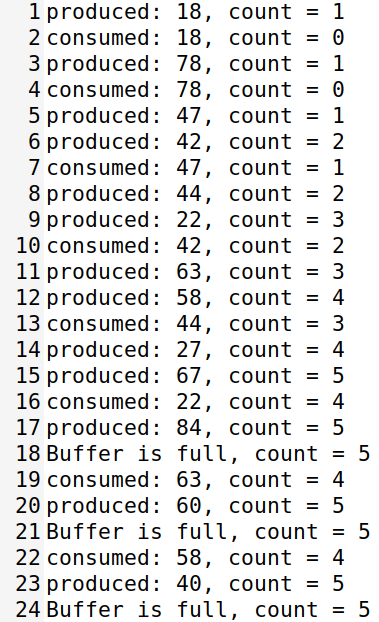 1 produced: 18, count = 1
2 consumed: 18, count = 0
3 produced: 78, count = 1
4 consumed: 78, count = 0
5 produced: 47, count = 1
6 produced: 42, count = 2
7 consumed: 47, count = 1
8 produced: 44, count = 2
9 produced: 22, count = 3
10 consumed: 42, count = 2
11 produced: 63, count = 3
12 produced: 58, count = 4
13 consumed: 44, count = 3
14 produced: 27, count = 4
15 produced: 67, count = 5
16 consumed: 22, count = 4
17 produced: 84, count = 5
18 Buffer is full, count = 5
19 consumed: 63, count = 4
20 produced: 60, count = 5
21 Buffer is full, count = 5
22 consumed: 58, count = 4
23 produced: 40, count = 5
24 Buffer is full, count = 5